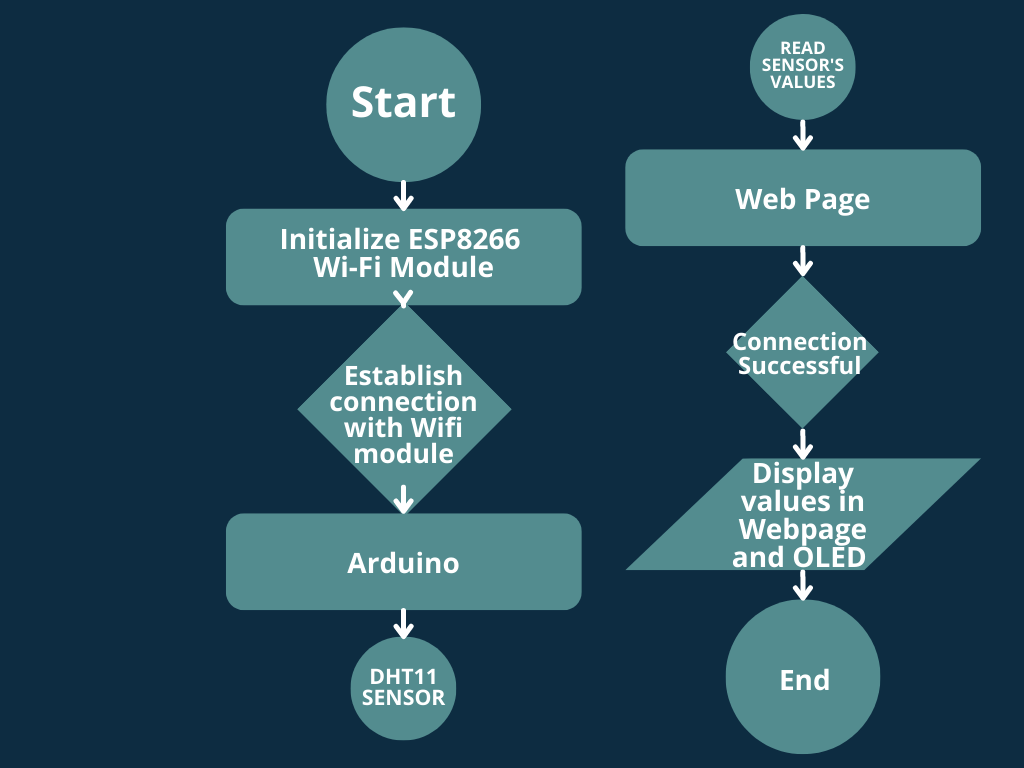 Start
Initialize ESP8266
Wi-Fi Module
Establish
connection
with Wifi
module
Arduino
DHT11
SENSOR
READ
SENSOR'S
VALUES
Web Page
Connection
Successful
Display
values in
Webpage
and OLED
End